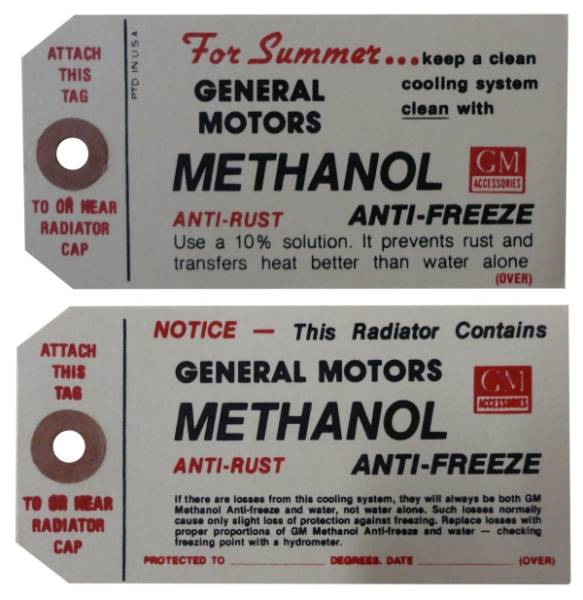 ATTACH
THIS
TAG
TO OR NEAR
RADIATOR
CAP
PTD IN USA
For Summer...keep a clean
cooling system
clean with
GENERAL
MOTORS
METHANOL
GM
ACCESSORIES
ANTI-RUST ANTI-FREEZE
Use a 10% solution. It prevents rust and
transfers heat better than water alone
(OVER)
ATTACH
THIS
TAG
TO OR NEAR
RADIATOR
CAP
NOTICE — This Radiator Contains
GENERAL MOTORS
METHANOL
GM
ACCESSORIES
ANTI-RUST ANTI-FREEZE
If there are losses from this cooling system, they will always be both GM
Methanol Anti-freeze and water, not water alone. Such losses normally
cause only slight loss of protection against freezing. Replace losses with
proper proportions of GM Methanol Anti-freeze and water — checking
freezing point with a hydrometer.
PROTECTED TO ____________ DEGREES. DATE ____________ (OVER)